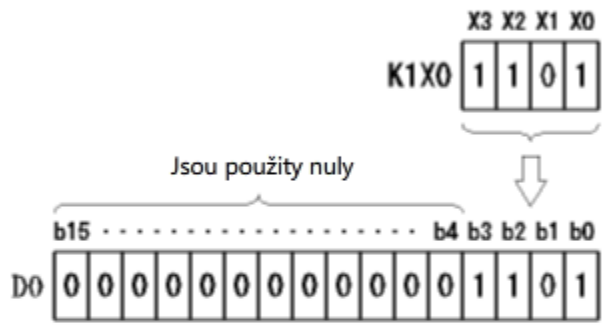 X3 X2 X1 X0
K1X0 1 1 0 1
Jsou použity nuly
b15 · · · · · · · · · · · · · · · · · · · b4 b3 b2 b1 b0
D0 0 0 0 0 0 0 0 0 0 0 0 0 1 1 0 1